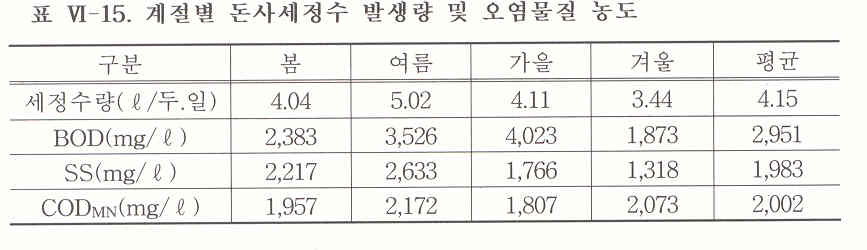 표 Ⅵ-15. 계절별 돈사세정수 발생량 및 오염물질 농도
구분 봄 여름 가을 겨울 평균
세정수량(ℓ/두.일) 4.04 5.02 4.11 3.44 4.15
BOD(mg/ℓ) 2,383 3,526 4,023 1,873 2,951
SS(mg/ℓ) 2,217 2,633 1,766 1,318 1,983
CODMN(mg/ℓ) 1,957 2,172 1,807 2,073 2,002